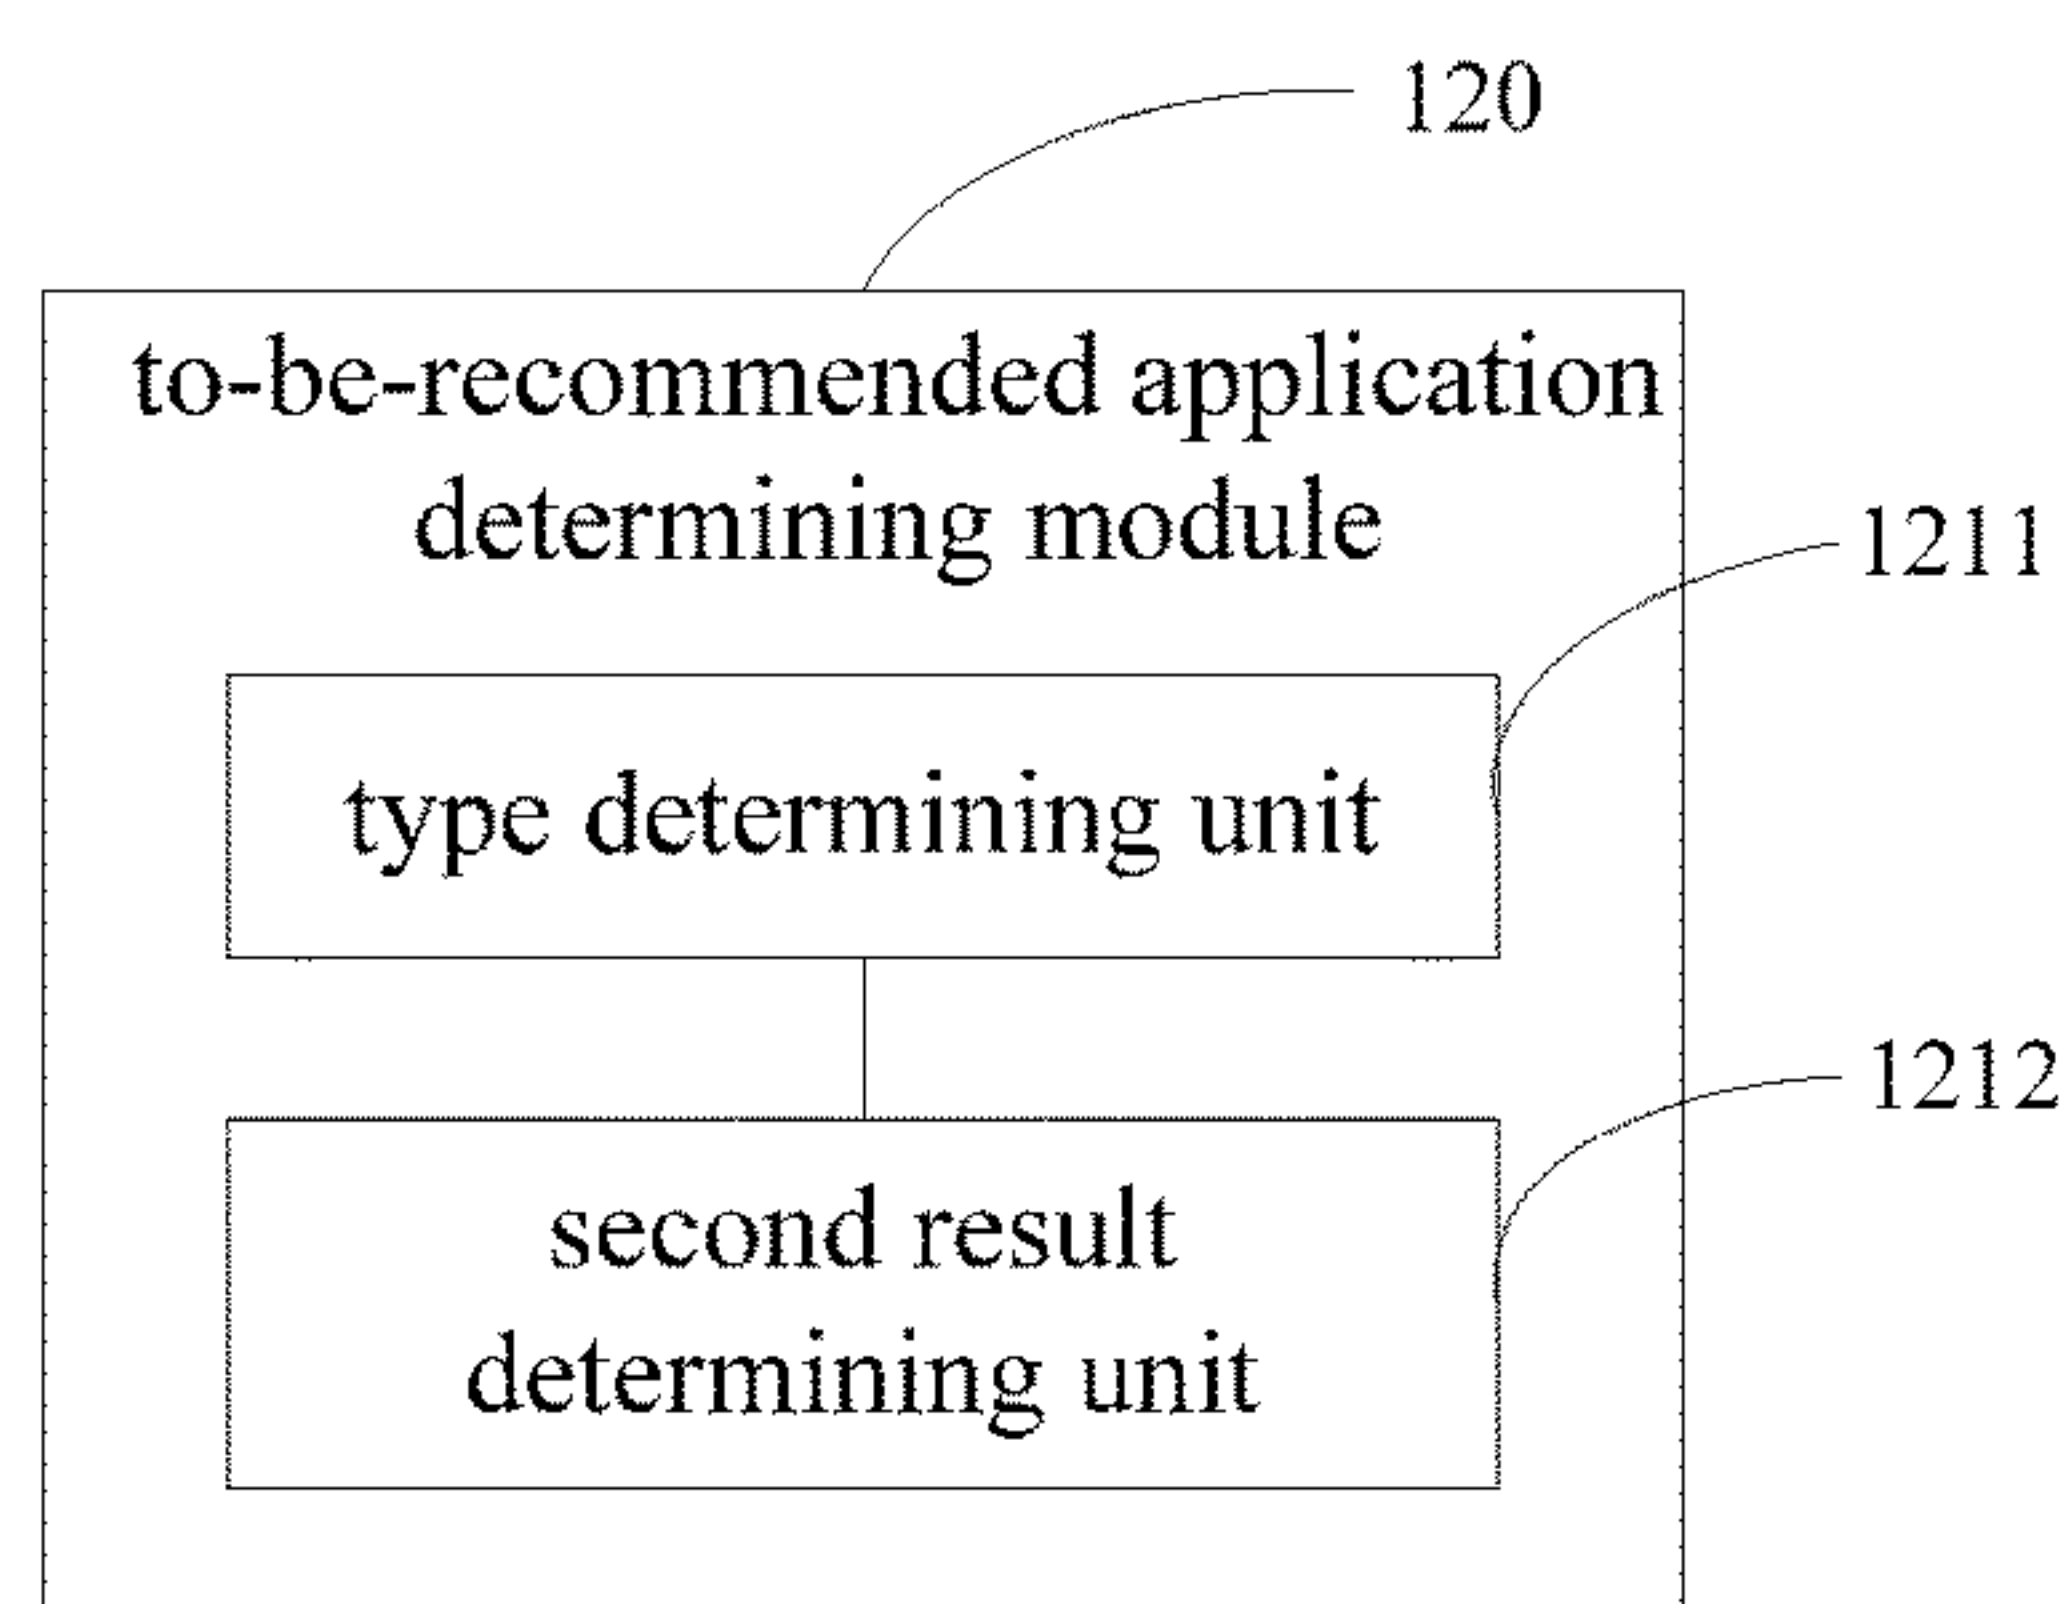 120
to-be-recommended application
determining module
1211
type determining unit
1212
second result
determining unit